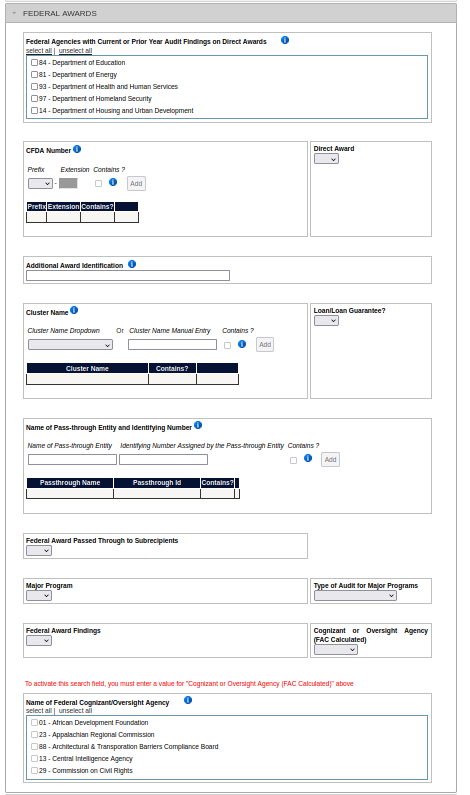 FEDERAL AWARDS
Federal Agencies with Current or Prior Year Audit Findings on Direct Awards
select all | unselect all
84 - Department of Education
81 - Department of Energy
93 - Department of Health and Human Services
97 - Department of Homeland Security
14 - Department of Housing and Urban Development
CFDA Number
Direct Award
Prefix Extension Contains ?
- Add
Prefix Extension Contains?
Additional Award Identification
Cluster Name
Loan/Loan Guarantee?
Cluster Name Dropdown Or Cluster Name Manual Entry Contains ?
Add
Cluster Name Contains?
Name of Pass-through Entity and Identifying Number
Name of Pass-through Entity Identifying Number Assigned by the Pass-through Entity Contains ?
Add
Passthrough Name Passthrough Id Contains?
Federal Award Passed Through to Subrecipients
Major Program
Type of Audit for Major Programs
Federal Award Findings
Cognizant or Oversight Agency
(FAC Calculated)
To activate this search field, you must enter a value for "Cognizant or Oversight Agency (FAC Calculated)" above
Name of Federal Cognizant/Oversight Agency
select all | unselect all
01 - African Development Foundation
23 - Appalachian Regional Commission
88 - Architectural & Transporation Barriers Compliance Board
13 - Central Intelligence Agency
29 - Commission on Civil Rights